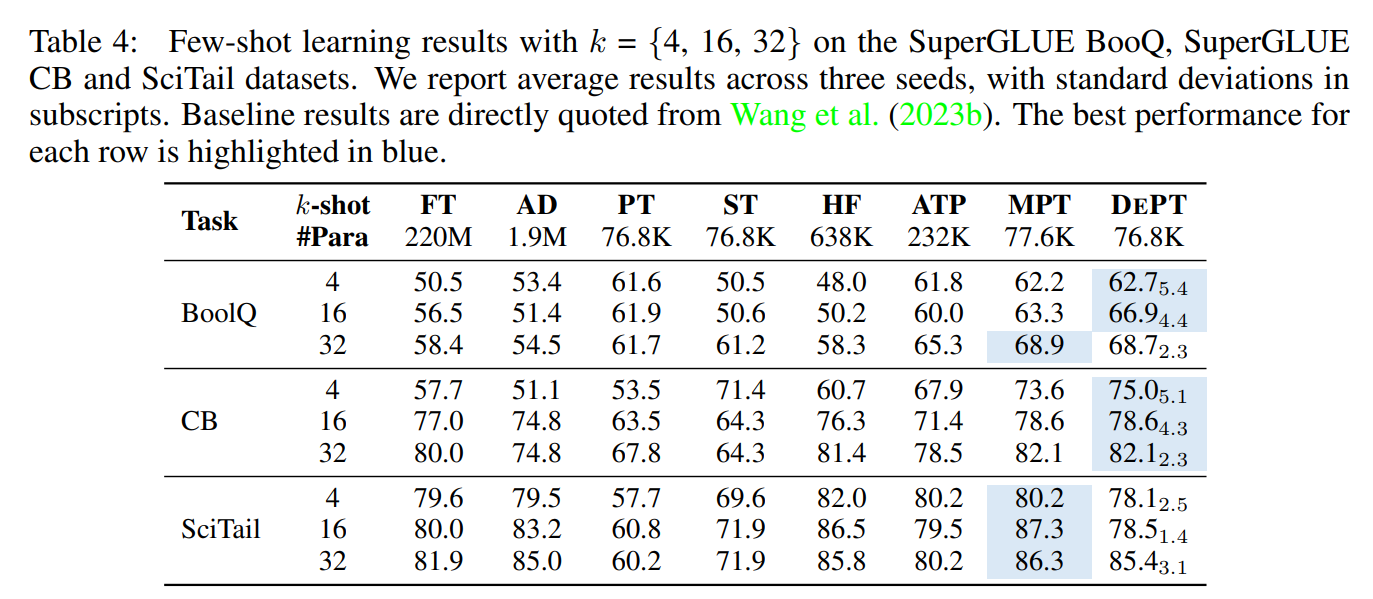 Table 4: Few-shot learning results with k = {4, 16, 32} on the SuperGLUE BooQ, SuperGLUE
CB and SciTail datasets. We report average results across three seeds, with standard deviations in
subscripts. Baseline results are directly quoted from Wang et al. (2023b). The best performance for
each row is highlighted in blue.
Task k-shot FT AD PT ST HF ATP MPT DEPT
#Para 220M 1.9M 76.8K 76.8K 638K 232K 77.6K 76.8K
4 50.5 53.4 61.6 50.5 48.0 61.8 62.2 62.7 5.4
BoolQ 16 56.5 51.4 61.9 50.6 50.2 60.0 63.3 66.9 4.4
32 58.4 54.5 61.7 61.2 58.3 65.3 68.9 68.7 2.3
4 57.7 51.1 53.5 71.4 60.7 67.9 73.6 75.0 5.1
CB 16 77.0 74.8 63.5 64.3 76.3 71.4 78.6 78.6 4.3
32 80.0 74.8 67.8 64.3 81.4 78.5 82.1 82.1 2.3
4 79.6 79.5 57.7 69.6 82.0 80.2 80.2 78.1 2.5
SciTail 16 80.0 83.2 60.8 71.9 86.5 79.5 87.3 78.5 1.4
32 81.9 85.0 60.2 71.9 85.8 80.2 86.3 85.4 3.1